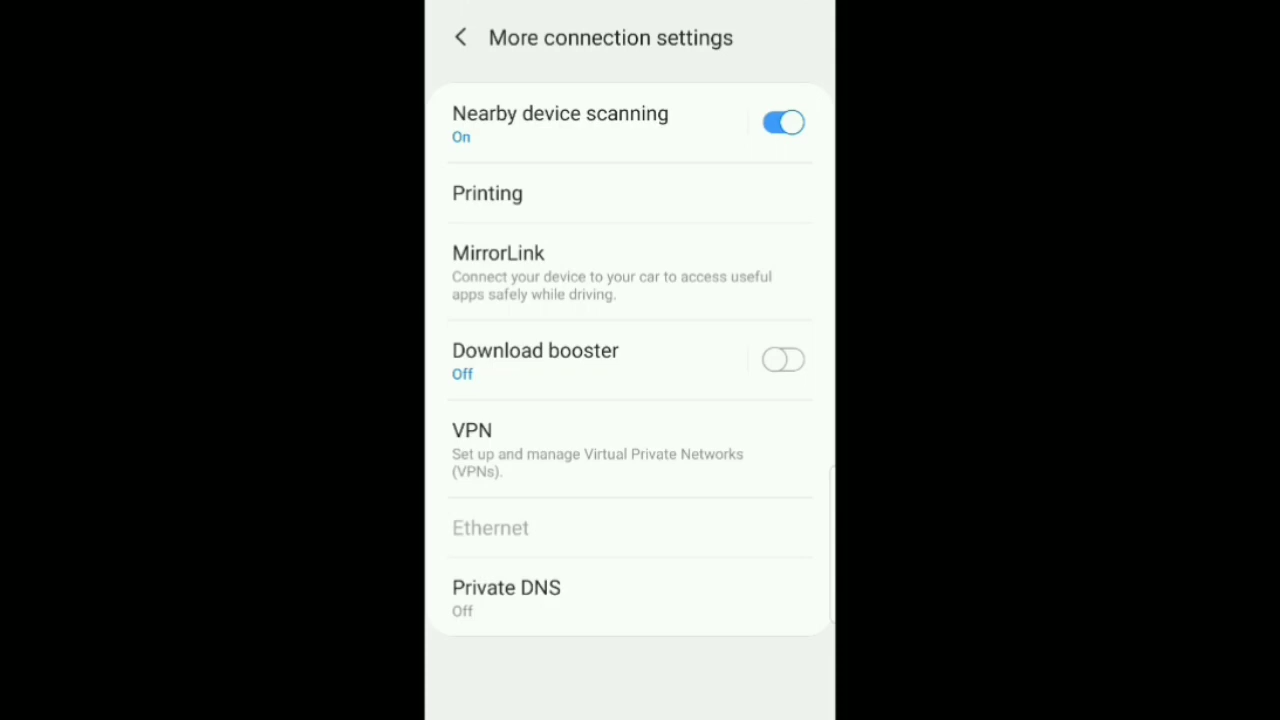 More connection settings
Nearby device scanning
On
Printing
MirrorLink
Connect your device to your car to access useful
apps safely while driving.
Download booster
Off
VPN
Set up and manage Virtual Private Networks
(VPNs).
Ethernet
Private DNS
Off